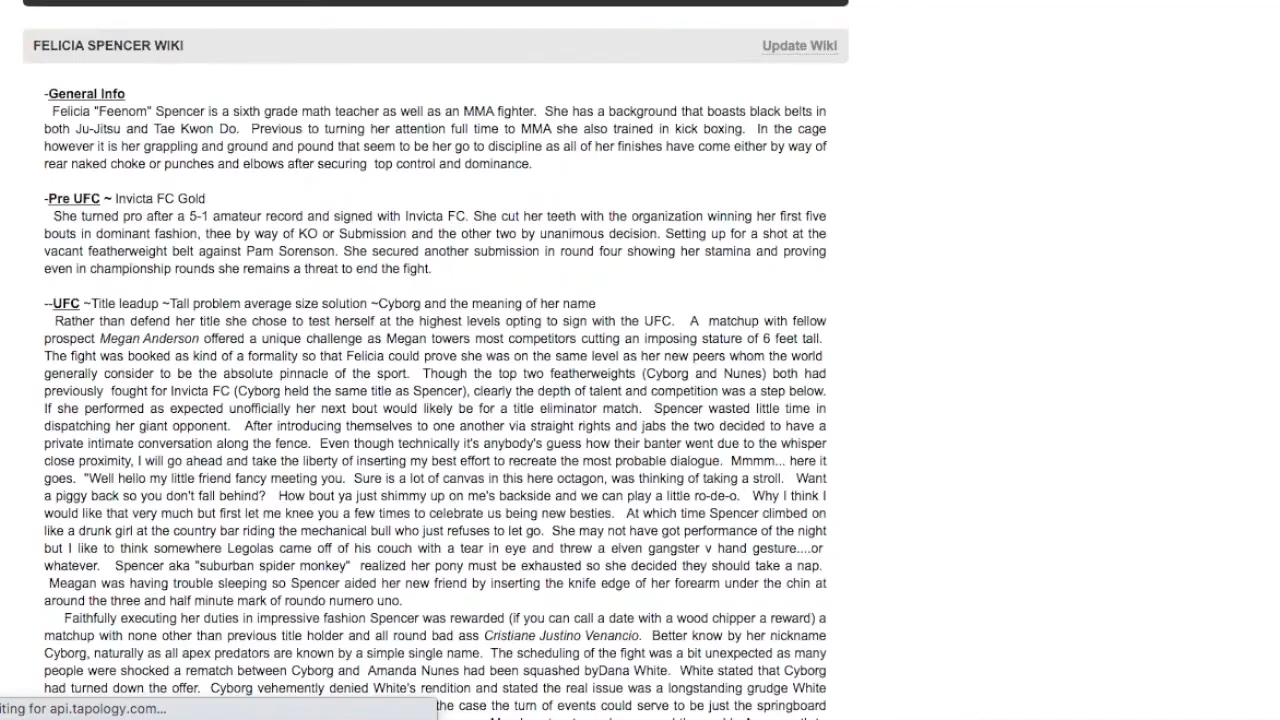 FELICIA SPENCER WIKI
Update Wiki
-General Info
Felicia "Feenom" Spencer is a sixth grade math teacher as well as an MMA fighter. She has a background that boasts black belts in
both Ju-Jitsu and Tae Kwon Do. Previous to turning her attention full time to MMA she also trained in kick boxing. In the cage
however it is her grappling and ground and pound that seem to be her go to discipline as all of her finishes have come either by way of
rear naked choke or punches and elbows after securing top control and dominance.
-Pre UFC ~ Invicta FC Gold
She turned pro after a 5-1 amateur record and signed with Invicta FC. She cut her teeth with the organization winning her first five
bouts in dominant fashion, thee by way of KO or Submission and the other two by unanimous decision. Setting up for a shot at the
vacant featherweight belt against Pam Sorenson. She secured another submission in round four showing her stamina and proving
even in championship rounds she remains a threat to end the fight.
--UFC ~Title leadup ~Tall problem average size solution ~Cyborg and the meaning of her name
Rather than defend her title she chose to test herself at the highest levels opting to sign with the UFC. A matchup with fellow
prospect Megan Anderson offered a unique challenge as Megan towers most competitors cutting an imposing stature of 6 feet tall.
The fight was booked as kind of a formality so that Felicia could prove she was on the same level as her new peers whom the world
generally consider to be the absolute pinnacle of the sport. Though the top two featherweights (Cyborg and Nunes) both had
previously fought for Invicta FC (Cyborg held the same title as Spencer), clearly the depth of talent and competition was a step below.
If she performed as expected unofficially her next bout would likely be for a title eliminator match. Spencer wasted little time in
dispatching her giant opponent. After introducing themselves to one another via straight rights and jabs the two decided to have a
private intimate conversation along the fence. Even though technically it's anybody's guess how their banter went due to the whisper
close proximity, I will go ahead and take the liberty of inserting my best effort to recreate the most probable dialogue. Mmmm... here it
goes. "Well hello my little friend fancy meeting you. Sure is a lot of canvas in this here octagon, was thinking of taking a stroll. Want
a piggy back so you don't fall behind? How bout ya just shimmy up on me's backside and we can play a little ro-de-o. Why I think I
would like that very much but first let me knee you a few times to celebrate us being new besties. At which time Spencer climbed on
like a drunk girl at the country bar riding the mechanical bull who just refuses to let go. She may not have got performance of the night
but I like to think somewhere Legolas came off of his couch with a tear in eye and threw a elven gangster v hand gesture....or
whatever. Spencer aka "suburban spider monkey" realized her pony must be exhausted so she decided they should take a nap.
Meagan was having trouble sleeping so Spencer aided her new friend by inserting the knife edge of her forearm under the chin at
around the three and half minute mark of roundo numero uno.
Faithfully executing her duties in impressive fashion Spencer was rewarded (if you can call a date with a wood chipper a reward) a
matchup with none other than previous title holder and all round bad ass Cristiane Justino Venancio. Better know by her nickname
Cyborg, naturally as all apex predators are known by a simple single name. The scheduling of the fight was a bit unexpected as many
people were shocked a rematch between Cyborg and Amanda Nunes had been squashed byDana White. White stated that Cyborg
had turned down the offer. Cyborg vehemently denied White's rendition and stated the real issue was a longstanding grudge White
the case the turn of events could serve to be just the springboard
iting for api.tapology.com...